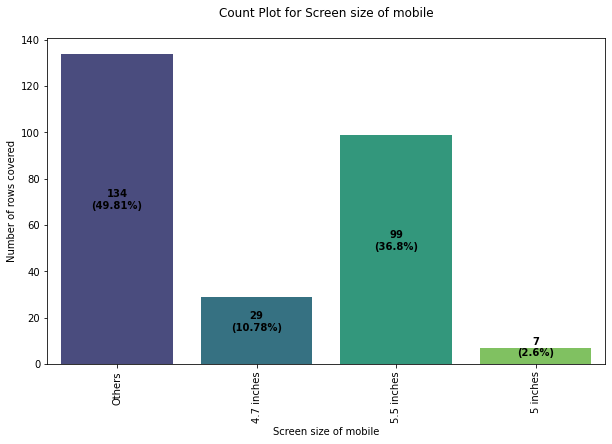 Count Plot for Screen size of mobile
140
120
100
80
60
40
20
0
Number of rows covered
134
(49.81%)
29
(10.78%)
99
(36.8%)
7
(2.6%)
Others
4.7 inches
5.5 inches
5 inches
Screen size of mobile